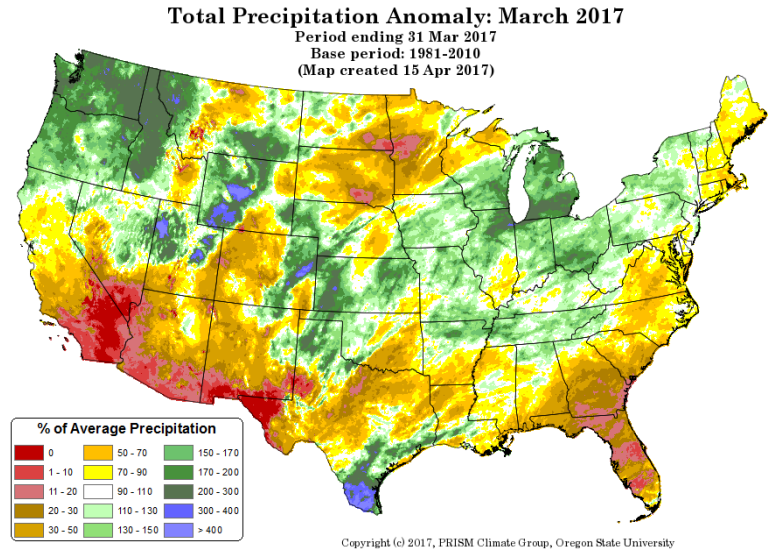 Total Precipitation Anomaly: March 2017
Period ending 31 Mar 2017
Base period: 1981-2010
(Map created 15 Apr 2017)
% of Average Precipitation
0
1 - 10
11 - 20
20 - 30
30 - 50
50 - 70
70 - 90
90 - 110
110 - 130
130 - 150
150 - 170
170 - 200
200 - 300
300 - 400
> 400
Copyright (c) 2017, PRISM Climate Group, Oregon State University